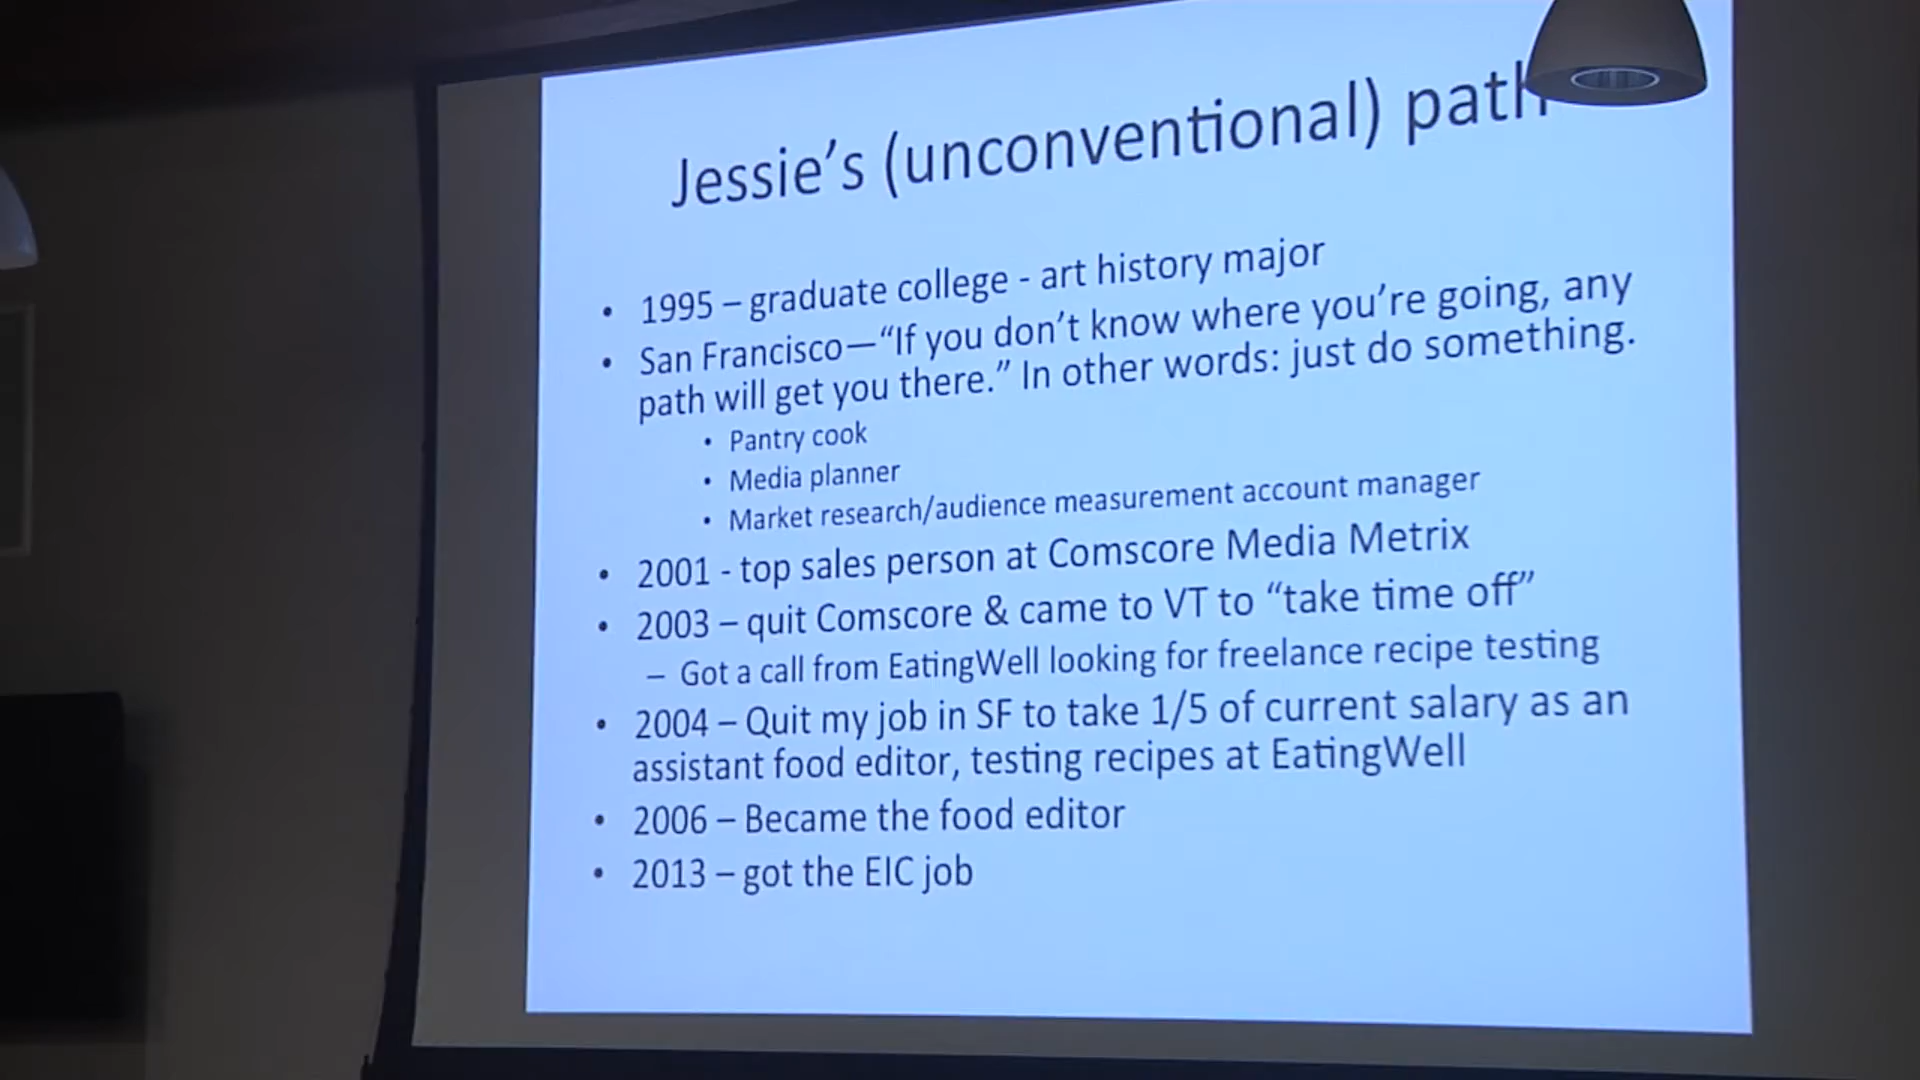 Jessie's (unconventional) path
• 1995 – graduate college - art history major
• San Francisco—“If you don't know where you're going, any
path will get you there.” In other words: just do something.
• Pantry cook
• Media planner
• Market research/audience measurement account manager
• 2001 - top sales person at Comscore Media Metrix
• 2003 – quit Comscore & came to VT to “take time off”
– Got a call from EatingWell looking for freelance recipe testing
• 2004 – Quit my job in SF to take 1/5 of current salary as an
assistant food editor, testing recipes at EatingWell
• 2006 – Became the food editor
• 2013 – got the EIC job